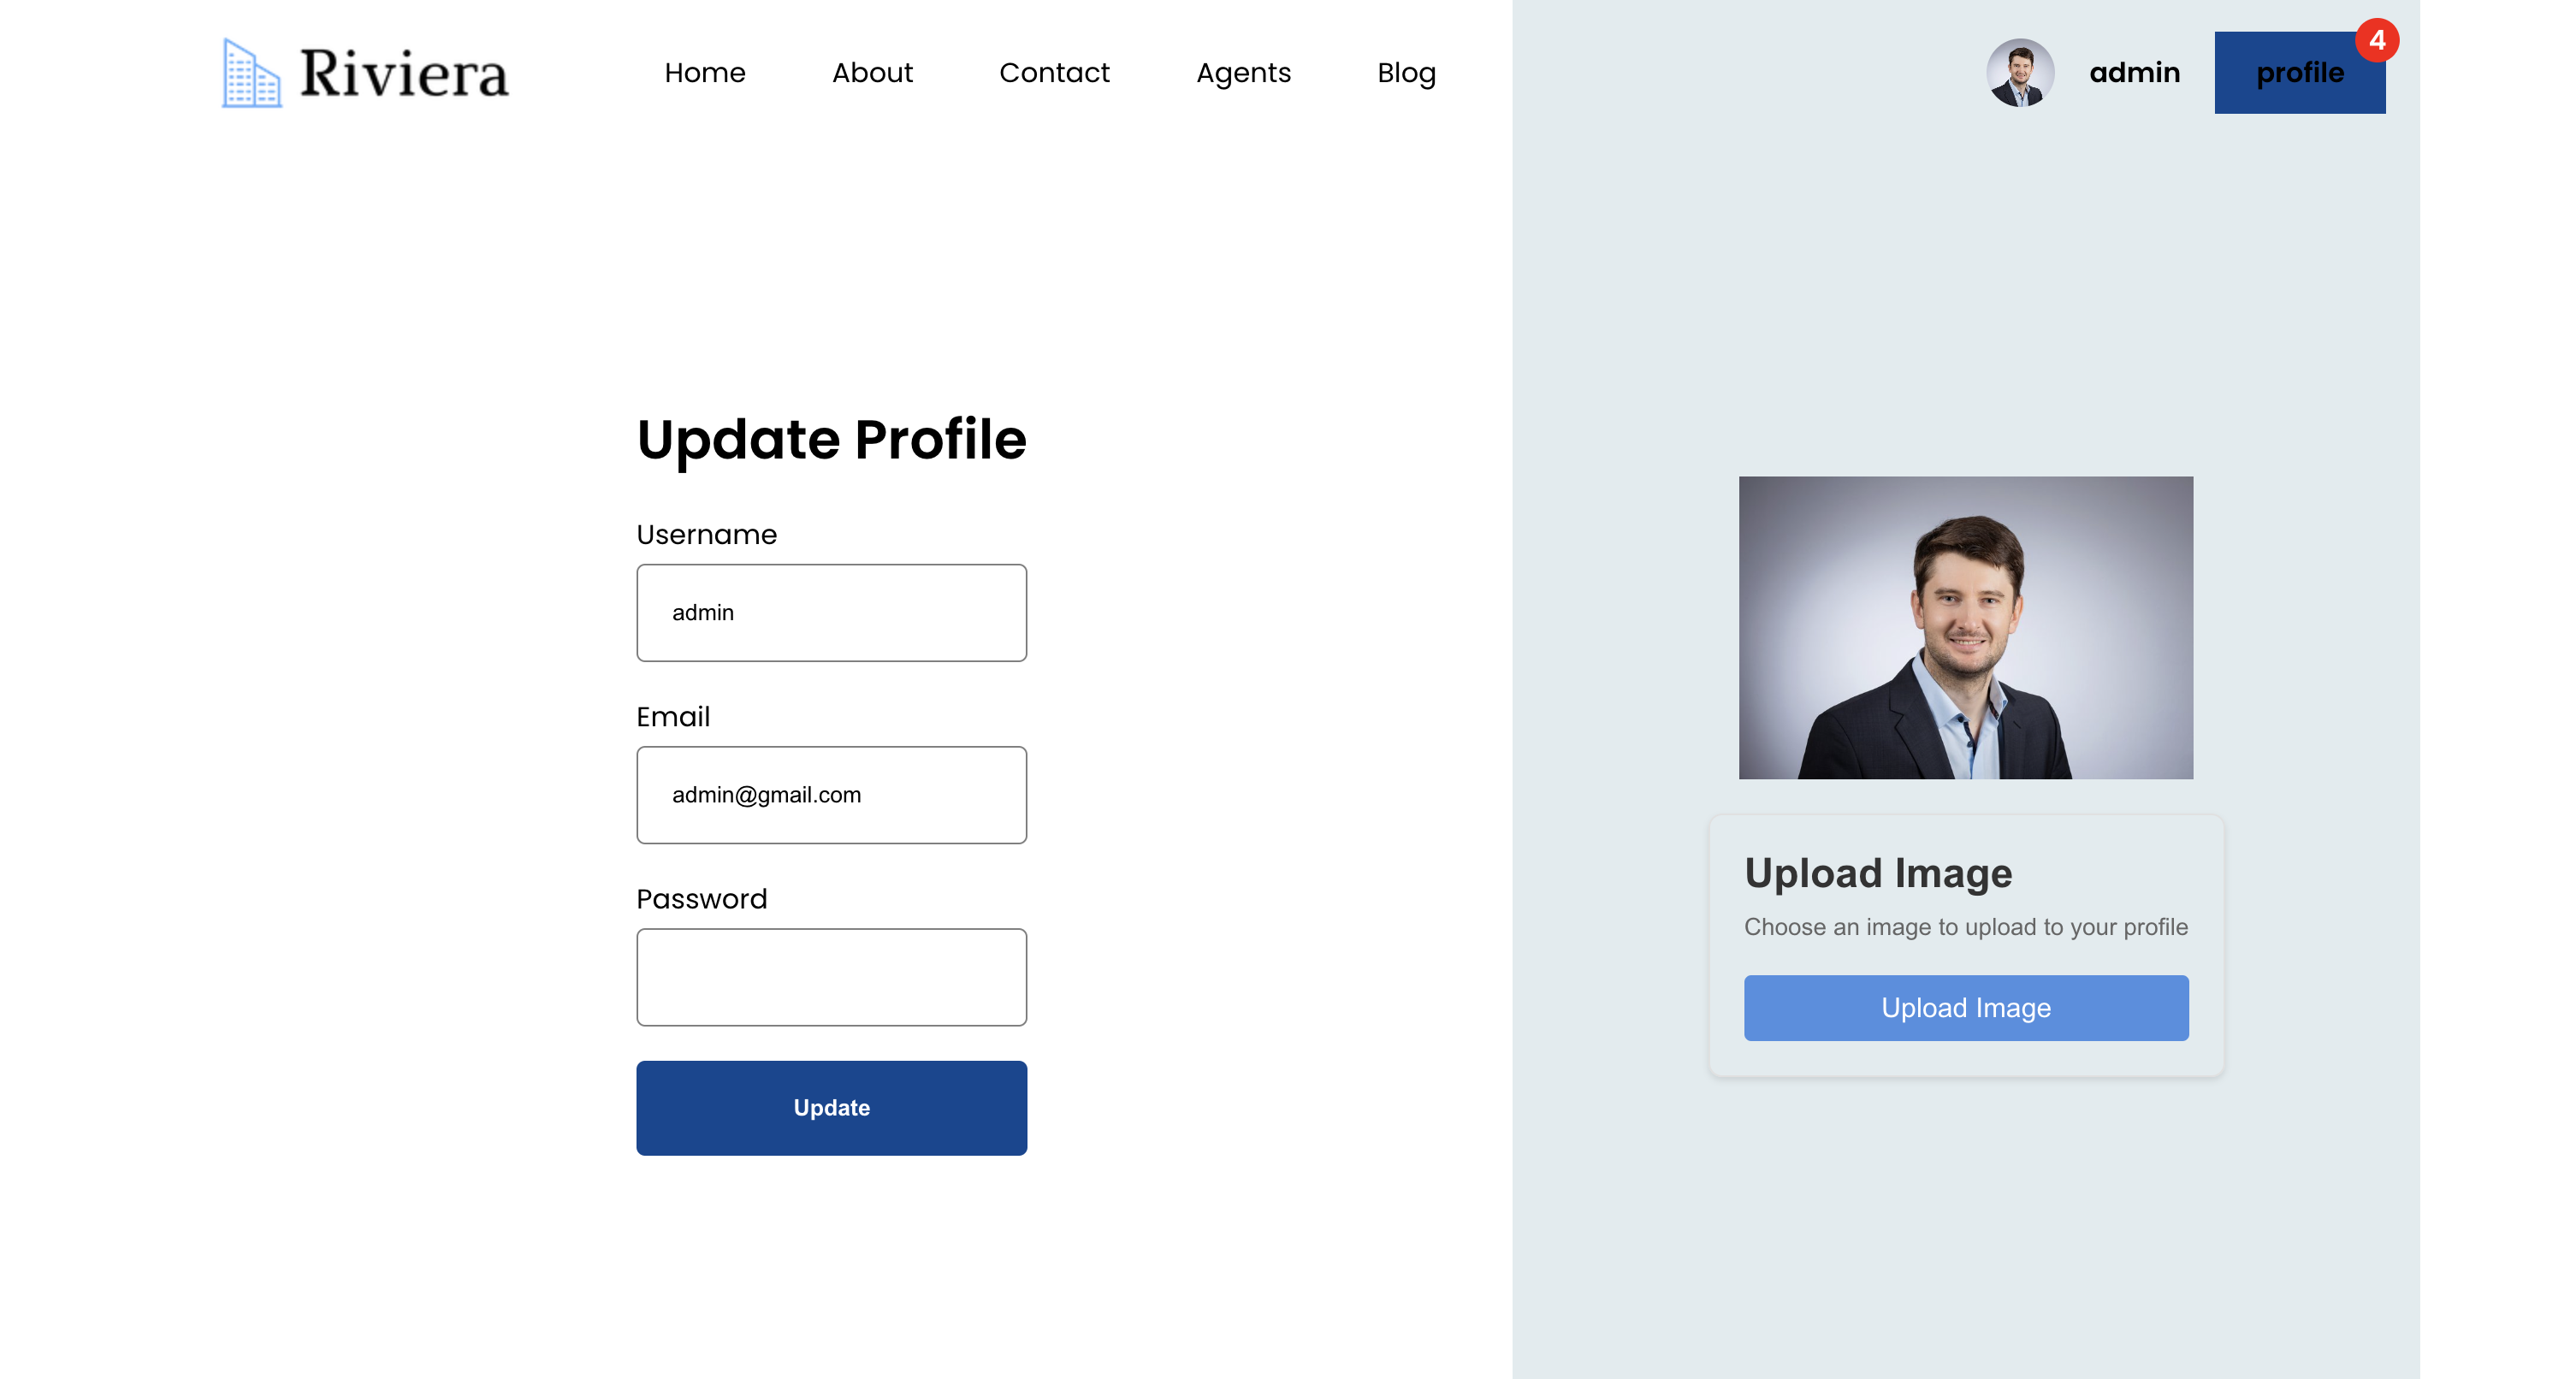 Riviera
Home About Contact Agents Blog
admin
profile
4
Update Profile
Username
admin
Email
admin@gmail.com
Password
Update
Upload Image
Choose an image to upload to your profile
Upload Image